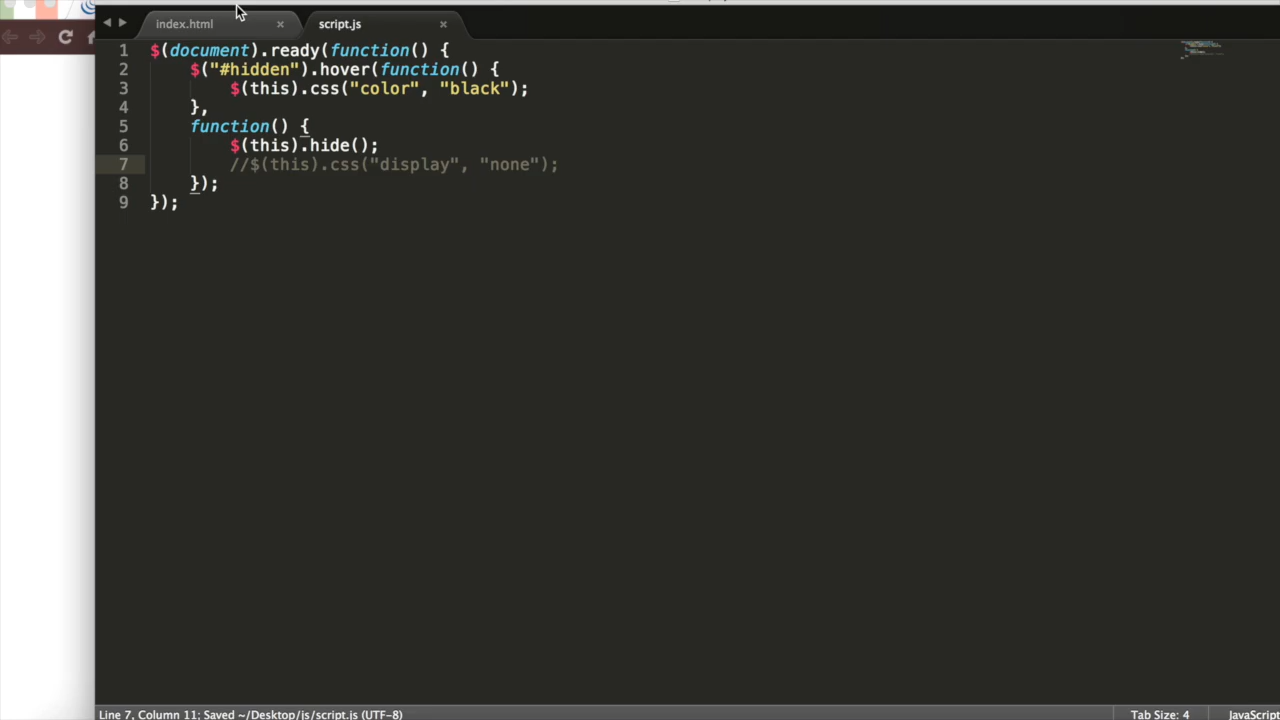 index.html × script.js ×
1 $(document).ready(function() {
2 $("#hidden").hover(function() {
3 $(this).css("color", "black");
4 },
5 function() {
6 $(this).hide();
7 //$(this).css("display", "none");
8 });
9 });
Line 7, Column 11; Saved ~/Desktop/js/script.js (UTF-8) Tab Size: 4 JavaScript